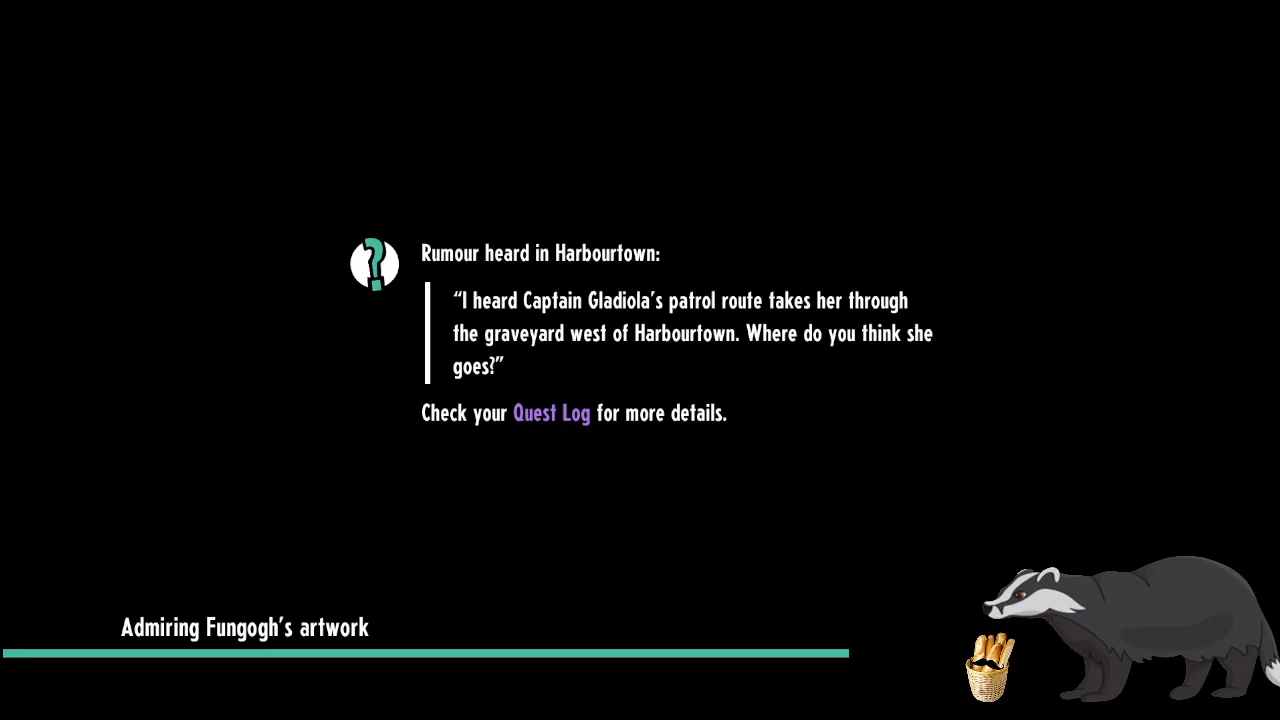 ?
Rumour heard in Harbourtown:
“I heard Captain Gladiola’s patrol route takes her through
the graveyard west of Harbourtown. Where do you think she
goes?”
Check your Quest Log for more details.
Admiring Fungogh’s artwork